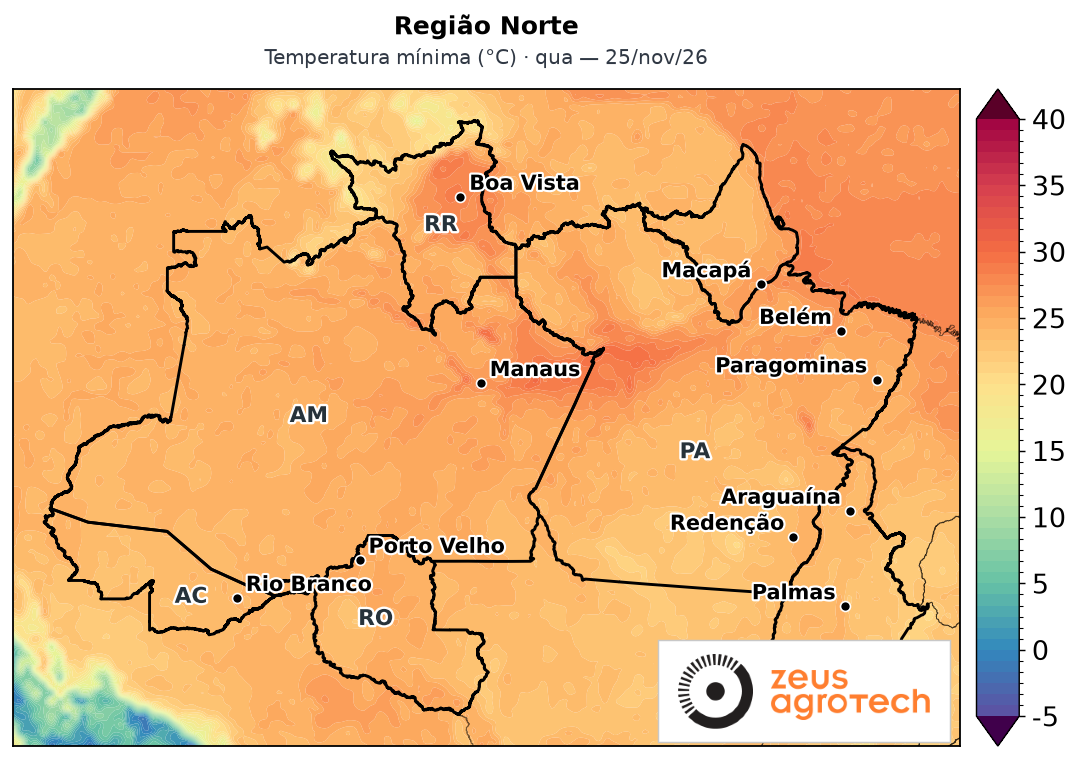 Região Norte
Temperatura mínima (°C) · qua — 25/nov/26
Boa Vista
RR
Macapá
Belém
Paragominas
Manaus
AM
PA
Araguaína
Redenção
Porto Velho
Rio Branco
AC
RO
Palmas
zeus
agrotech
40
35
30
25
20
15
10
5
0
-5